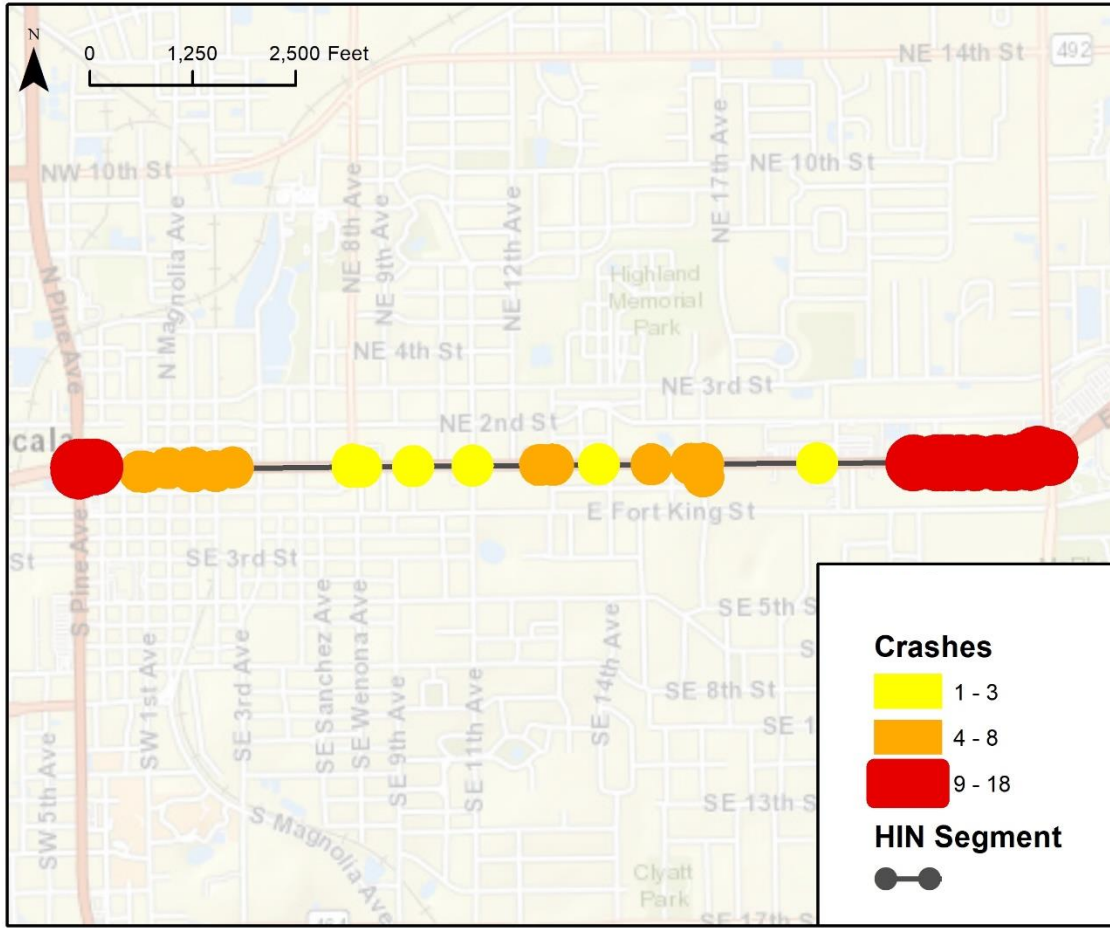 N
0 1,250 2,500 Feet
NE 14th St
492
NW 10th St
NE 10th St
N Magnolia Ave
NE 8th Ave
NE 9th Ave
NE 12th Ave
NE 17th Ave
N Pine Ave
Highland
Memorial
Park
NE 4th St
NE 3rd St
NE 2nd St
cala
E
E Fort King St
St
SE 3rd St
S Pine Ave
SW 1st Ave
SE 3rd Ave
SE Sanchez Ave
SE Wenona Ave
SE 9th Ave
SE 11th Ave
SE 14th Ave
SE 5th S
SE 8th St
SE 1
SE 13th S
SW 5th Ave
S Magnolia Ave
Clyatt
Park
SE 17th S
464
Crashes
1 - 3
4 - 8
9 - 18
HIN Segment